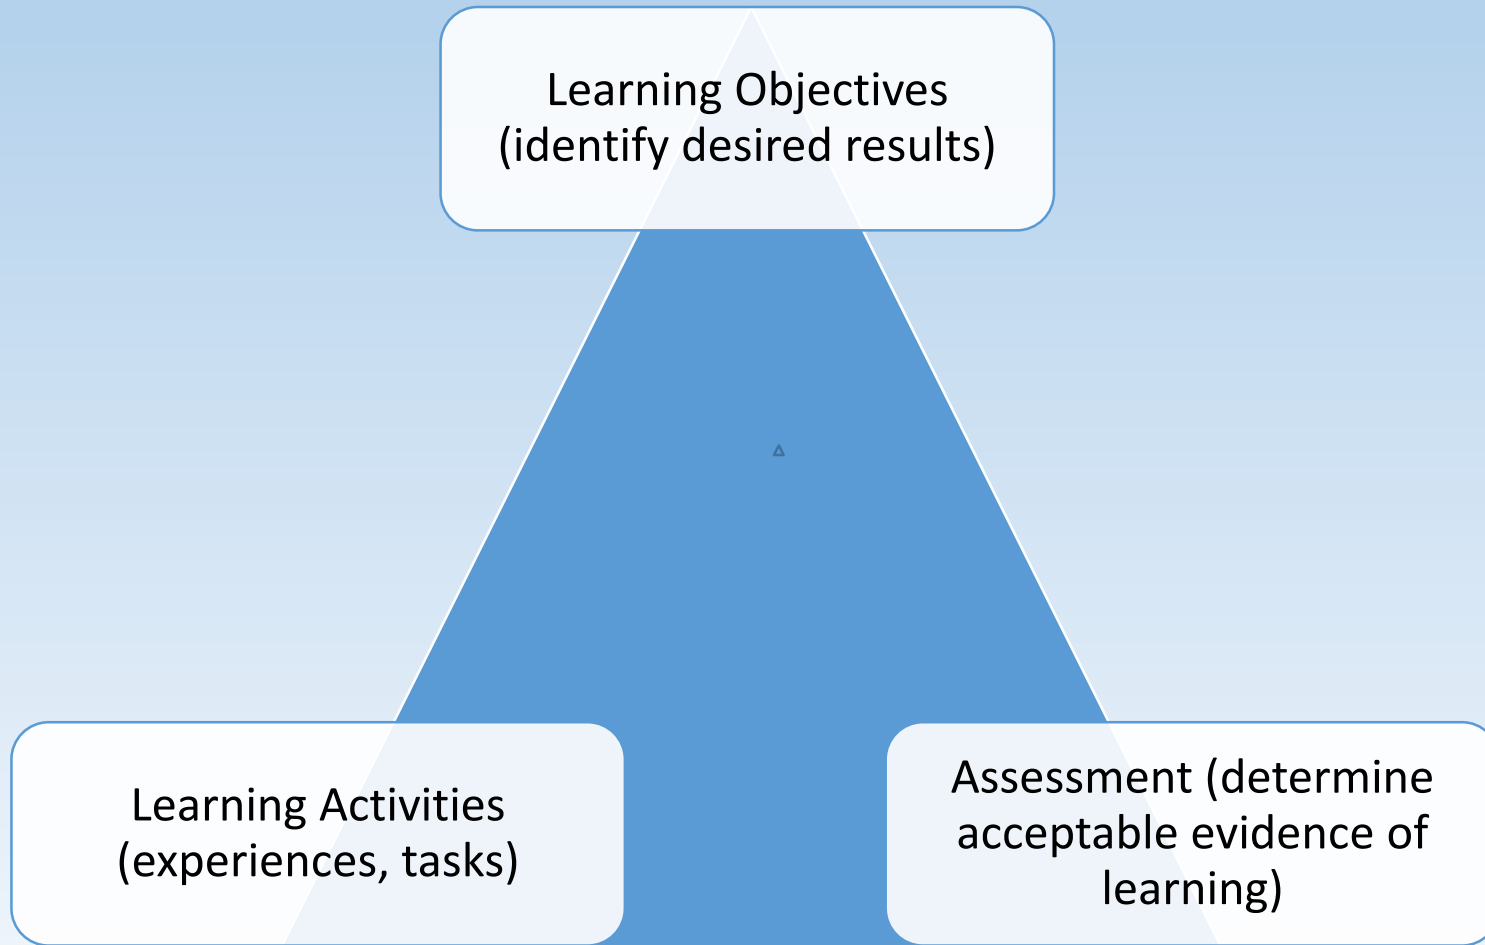 Learning Objectives
(identify desired results)
Learning Activities
(experiences, tasks)
Assessment (determine
acceptable evidence of
learning)